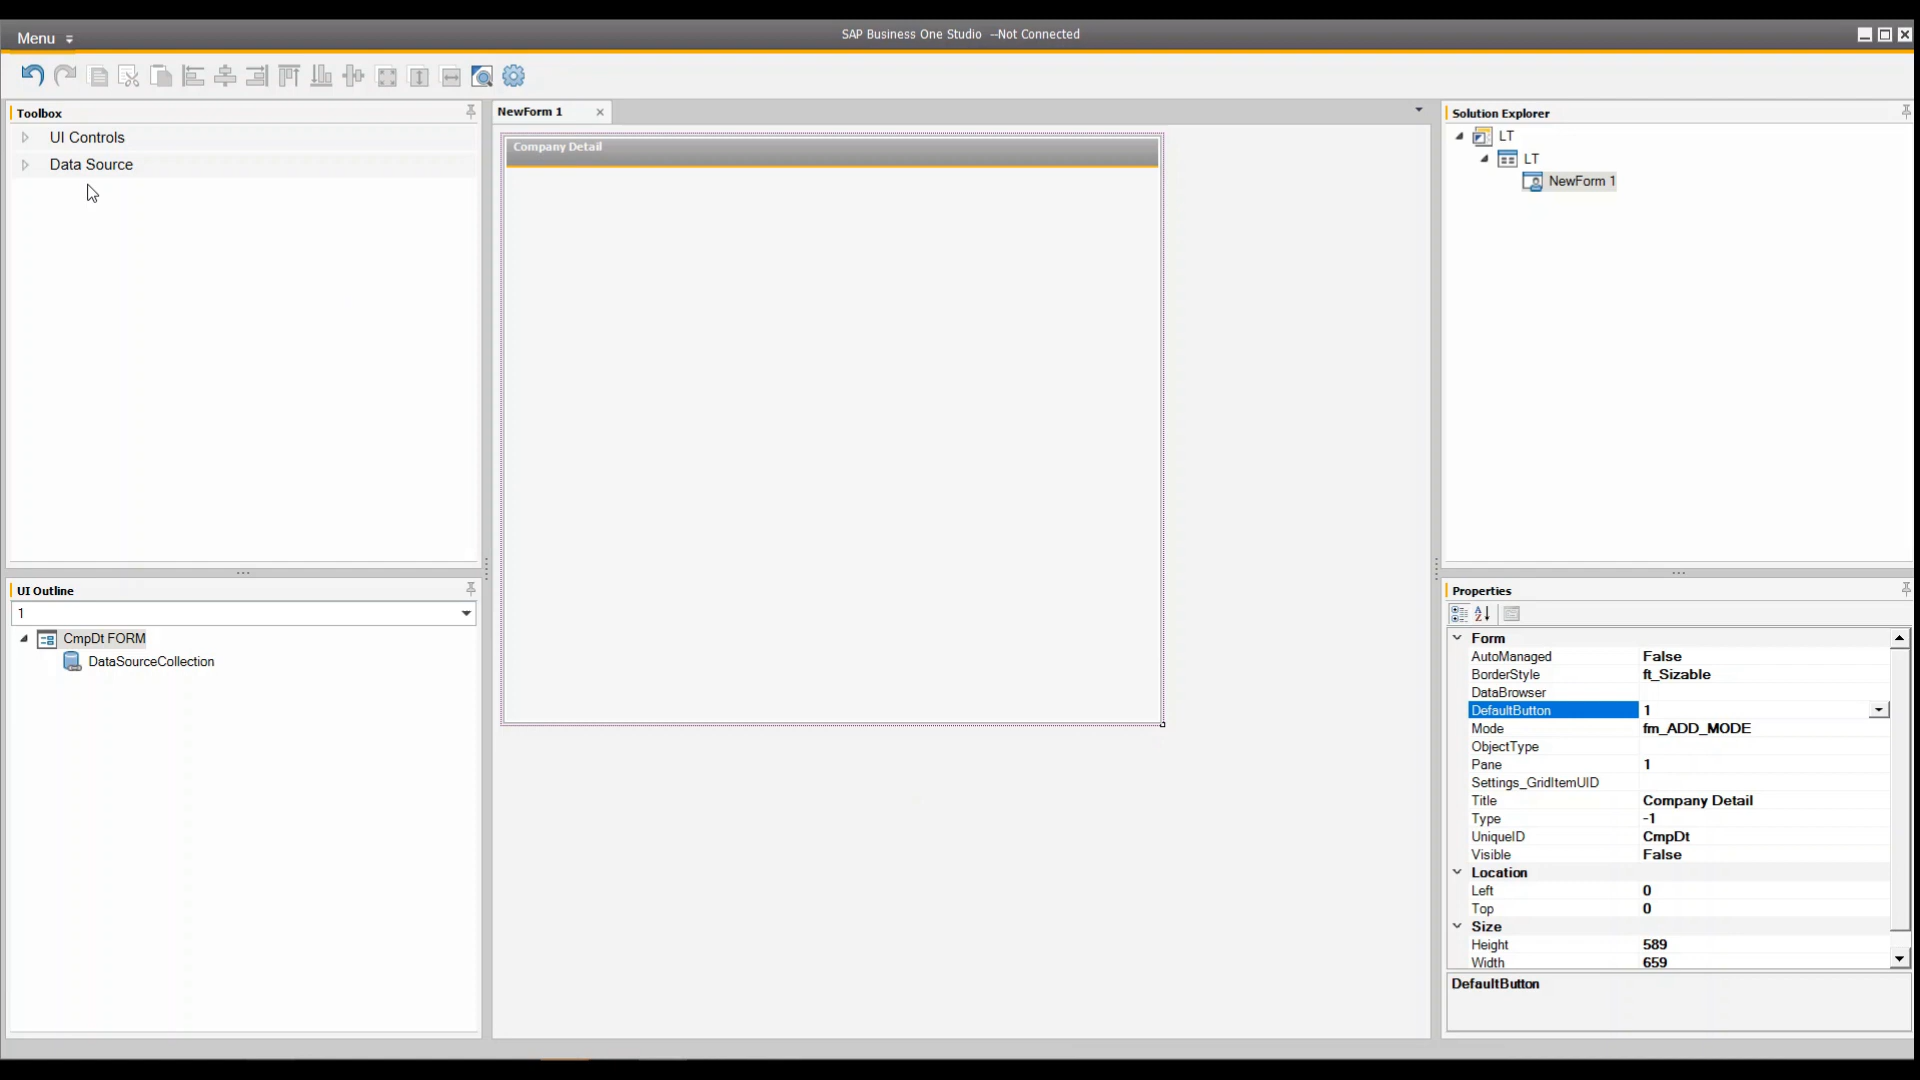 SAP Business One Studio --Not Connected
Menu
Toolbox
UI Controls
Data Source
NewForm 1
Company Detail
Solution Explorer
LT
LT
NewForm 1
UI Outline
1
CmpDt FORM
DataSourceCollection
Properties
Form
AutoManaged False
BorderStyle ft_Sizable
DataBrowser
DefaultButton 1
Mode fm_ADD_MODE
ObjectType
Pane 1
Settings_GridItemUID
Title Company Detail
Type -1
UniqueID CmpDt
Visible False
Location
Left 0
Top 0
Size
Height 589
Width 659
DefaultButton